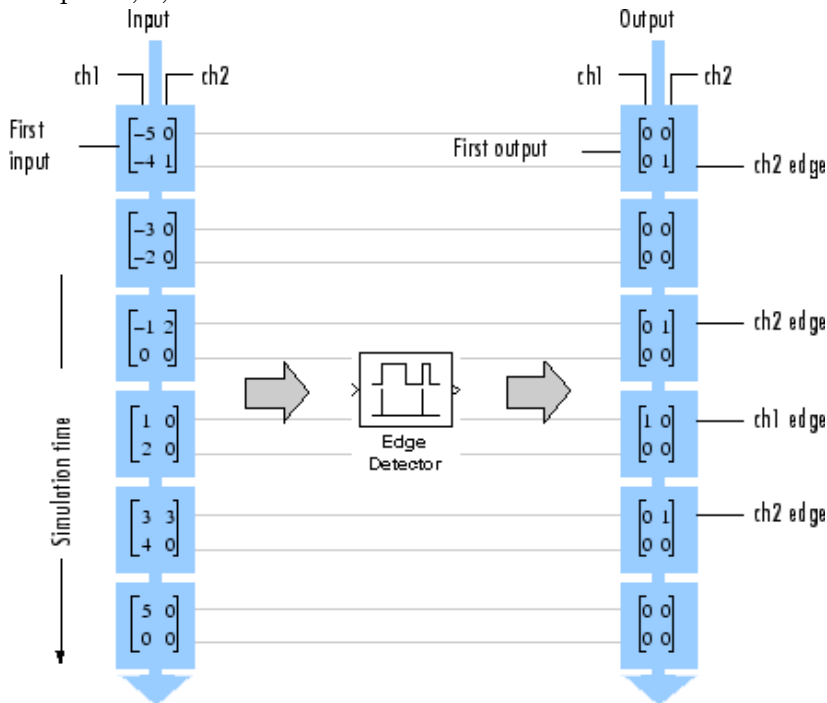 Input Output
ch1 ch2 ch1 ch2
First input
[-5 0
-4 1]
First output
[0 0
0 1]
ch2 edge
[-3 0
-2 0]
[0 0
0 0]
[-1 2
0 0]
[0 1
0 0]
ch2 edge
Edge
Detector
[1 0
2 0]
[1 0
0 0]
ch1 edge
Simulation time
[3 3
4 0]
[0 1
0 0]
ch2 edge
[5 0
0 0]
[0 0
0 0]